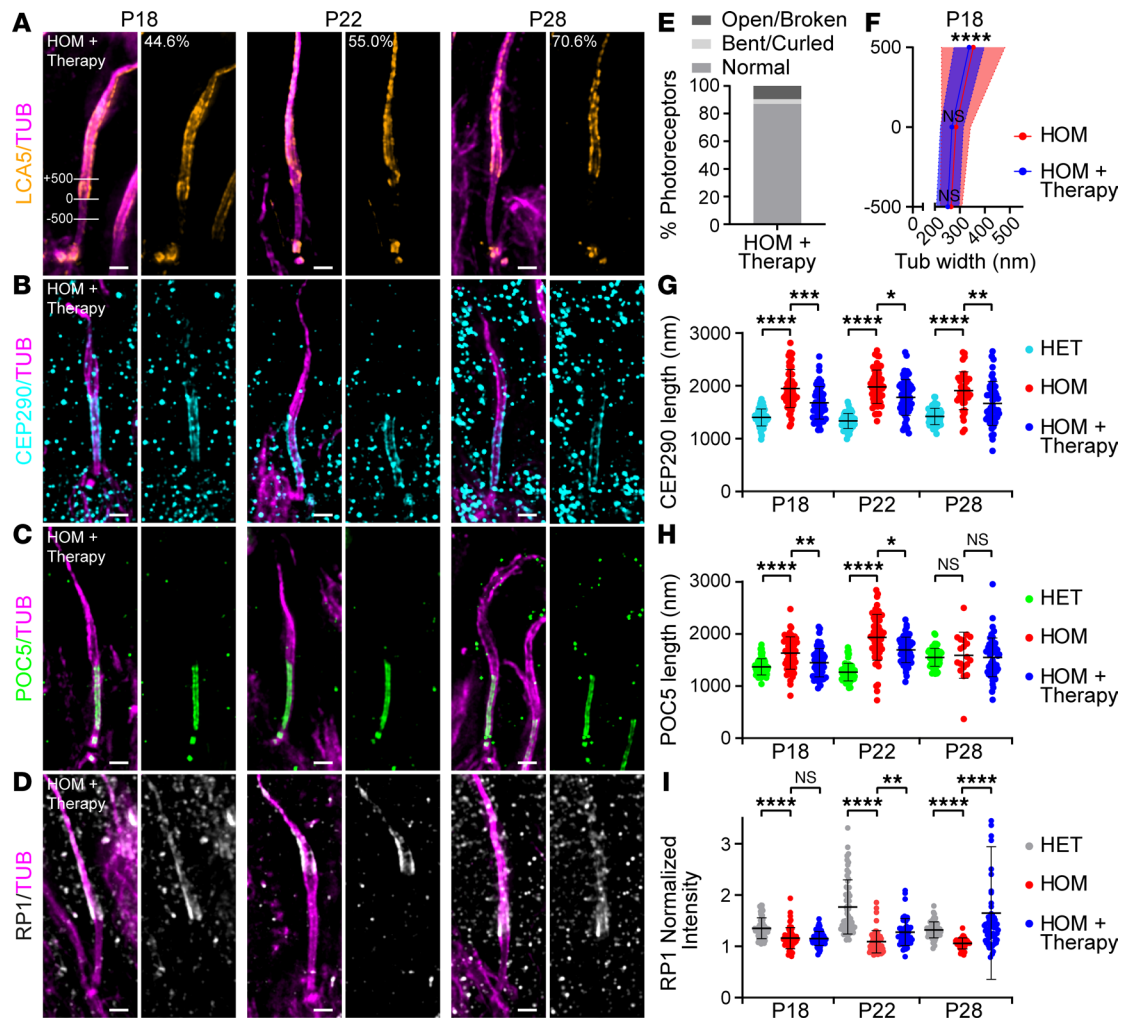 A
P18
P22
P28
HOM +
Therapy
44.6%
55.0%
70.6%
LCA5/TUB
+500
0
-500
B
HOM +
Therapy
CEP290/TUB
C
HOM +
Therapy
POC5/TUB
D
HOM +
Therapy
RP1/TUB
E
Open/Broken
Bent/Curled
Normal
% Photoreceptors
100
80
60
40
20
0
HOM +
Therapy
F
P18
****
500
NS
0
NS
-500
0
200
300
400
500
Tub width (nm)
HOM
HOM +
Therapy
G
CEP290 length (nm)
3000
2000
1000
0
**** *** **** * **** **
P18 P22 P28
HET
HOM
HOM +
Therapy
H
POC5 length (nm)
3000
2000
1000
0
**** ** **** * NS NS
P18 P22 P28
HET
HOM
HOM +
Therapy
I
RP1 Normalized
Intensity
3
2
1
0
**** NS **** ** **** ****
P18 P22 P28
HET
HOM
HOM +
Therapy